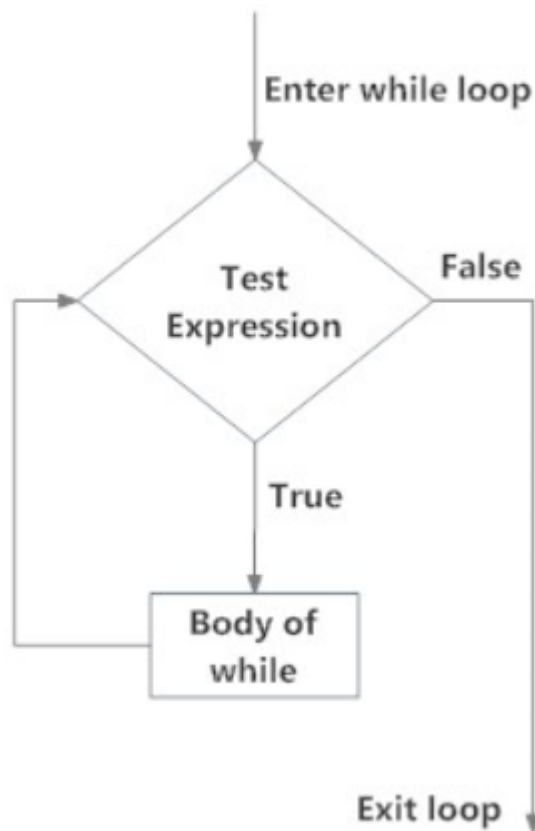 Enter while loop
Test
Expression
False
True
Body of
while
Exit loop